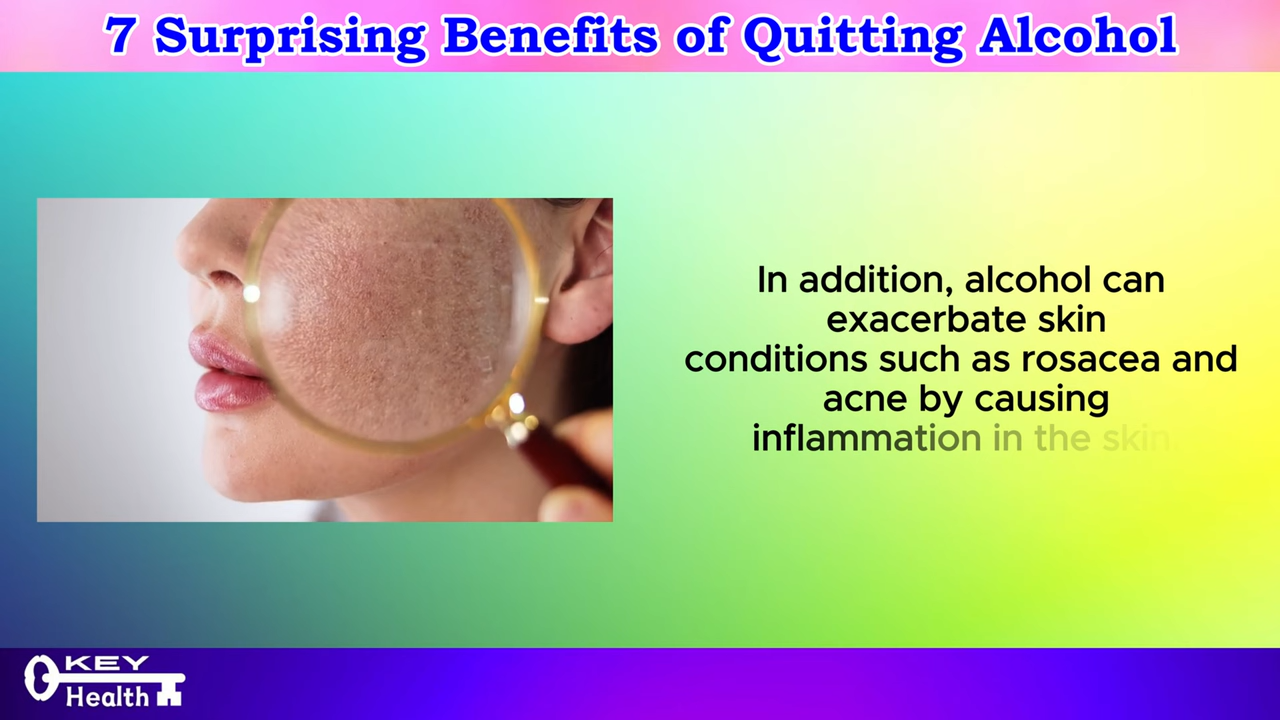 7 Surprising Benefits of Quitting Alcohol
In addition, alcohol can
exacerbate skin
conditions such as rosacea and
acne by causing
inflammation in the skin.
KEY
Health